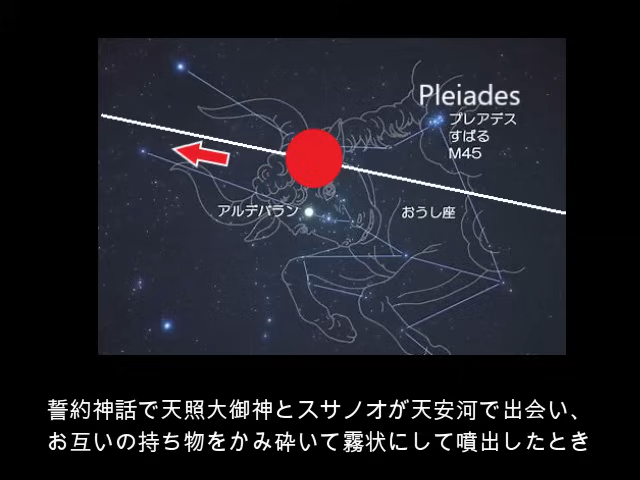 Pleiades
プレアデス
すばる
M45
アルデバラン
おうし座
誓約神話で天照大御神とスサノオが天安河で出会い、
お互いの持ち物をかみ砕いて霧状にして噴出したとき